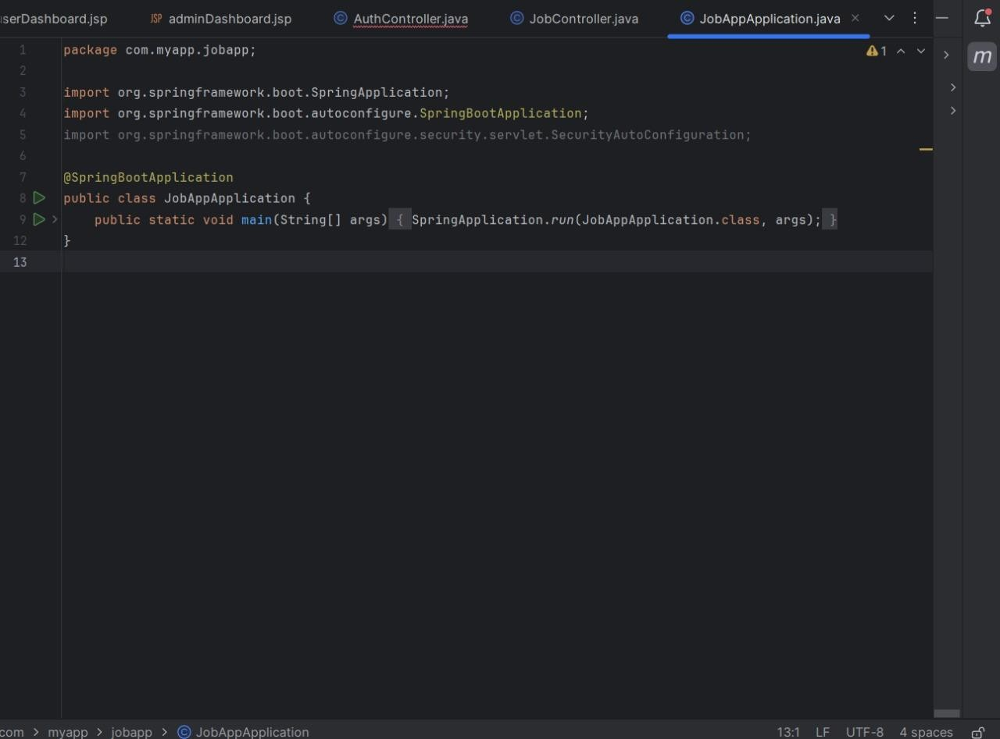 serDashboard.jsp JSP adminDashboard.jsp C AuthController.java C JobController.java C JobAppApplication.java
1 package com.myapp.jobapp; 1
2
3 import org.springframework.boot.SpringApplication;
4 import org.springframework.boot.autoconfigure.SpringBootApplication;
5 import org.springframework.boot.autoconfigure.security.servlet.SecurityAutoConfiguration;
6
7 @SpringBootApplication
8 public class JobAppApplication {
9 public static void main(String[] args) { SpringApplication.run(JobAppApplication.class, args); }
12 }
13
m
com > myapp > jobapp > C JobAppApplication 13:1 LF UTF-8 4 spaces